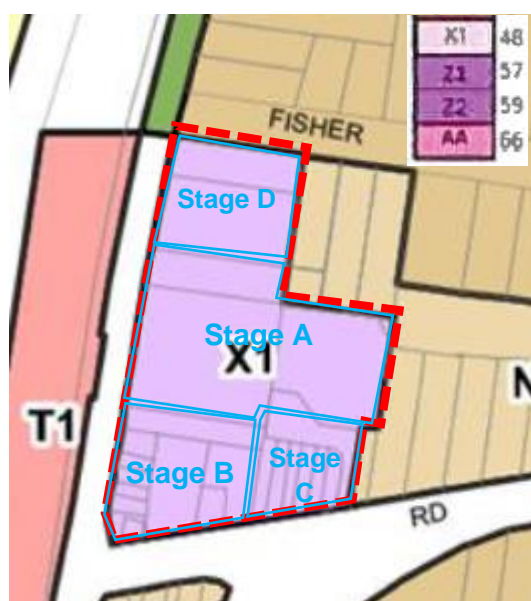 X1 48
Z1 57
Z2 59
AA 66
FISHER
Stage D
Stage A
X1
T1
N
Stage B
Stage
C
RD